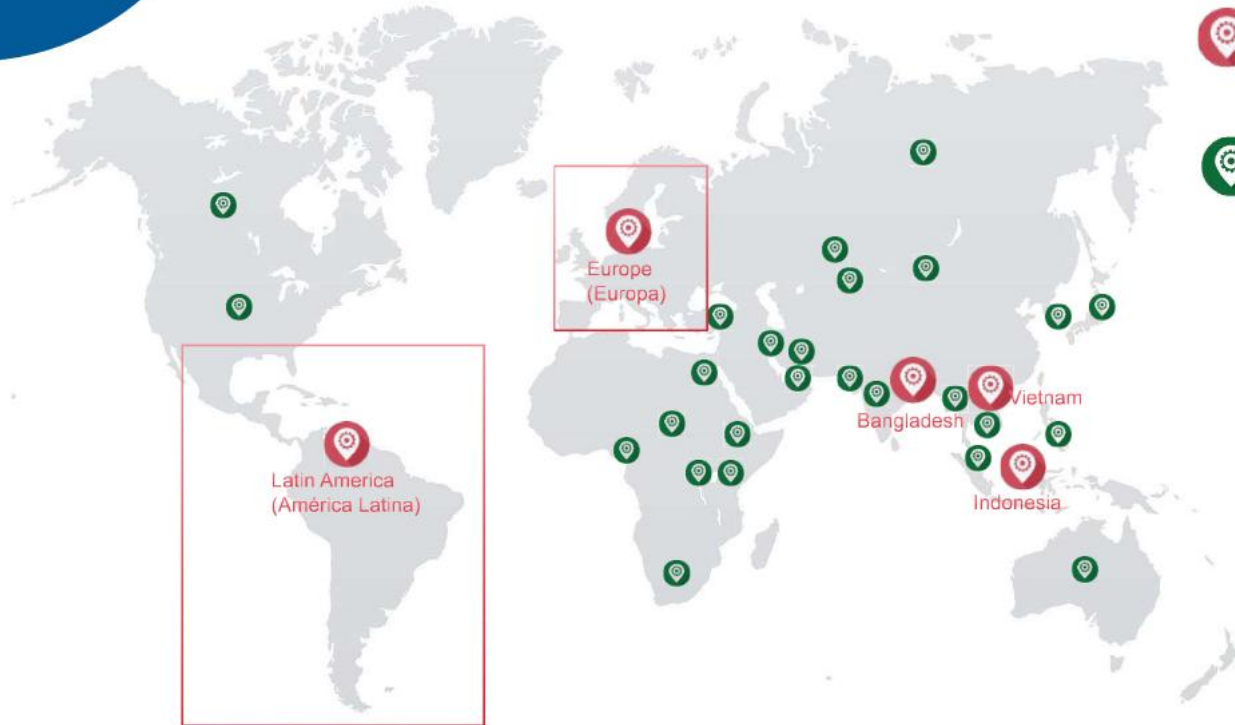 Europe
(Europa)
Vietnam
Bangladesh
Latin America
(América Latina)
Indonesia